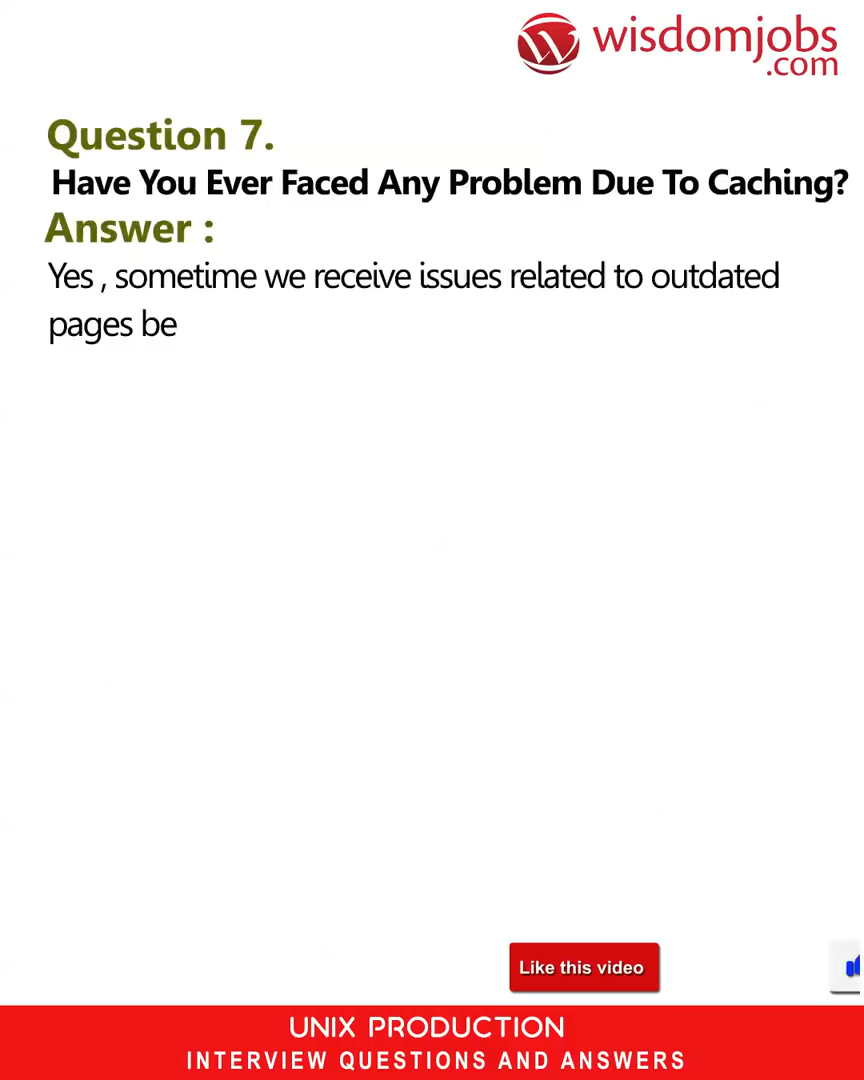 wisdomjobs
.com
Question 7.
Have You Ever Faced Any Problem Due To Caching?
Answer :
Yes , sometime we receive issues related to outdated
pages be
Like this video
UNIX PRODUCTION
INTERVIEW QUESTIONS AND ANSWERS